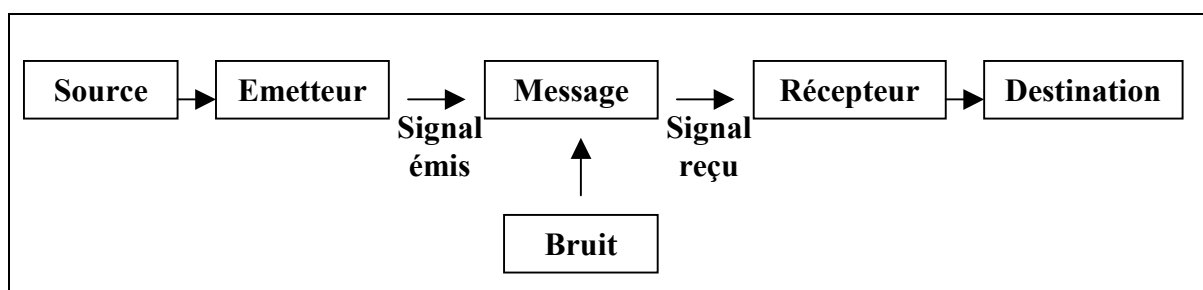 Source
Emetteur
Message
Récepteur
Destination
Signal
émis
Signal
reçu
Bruit